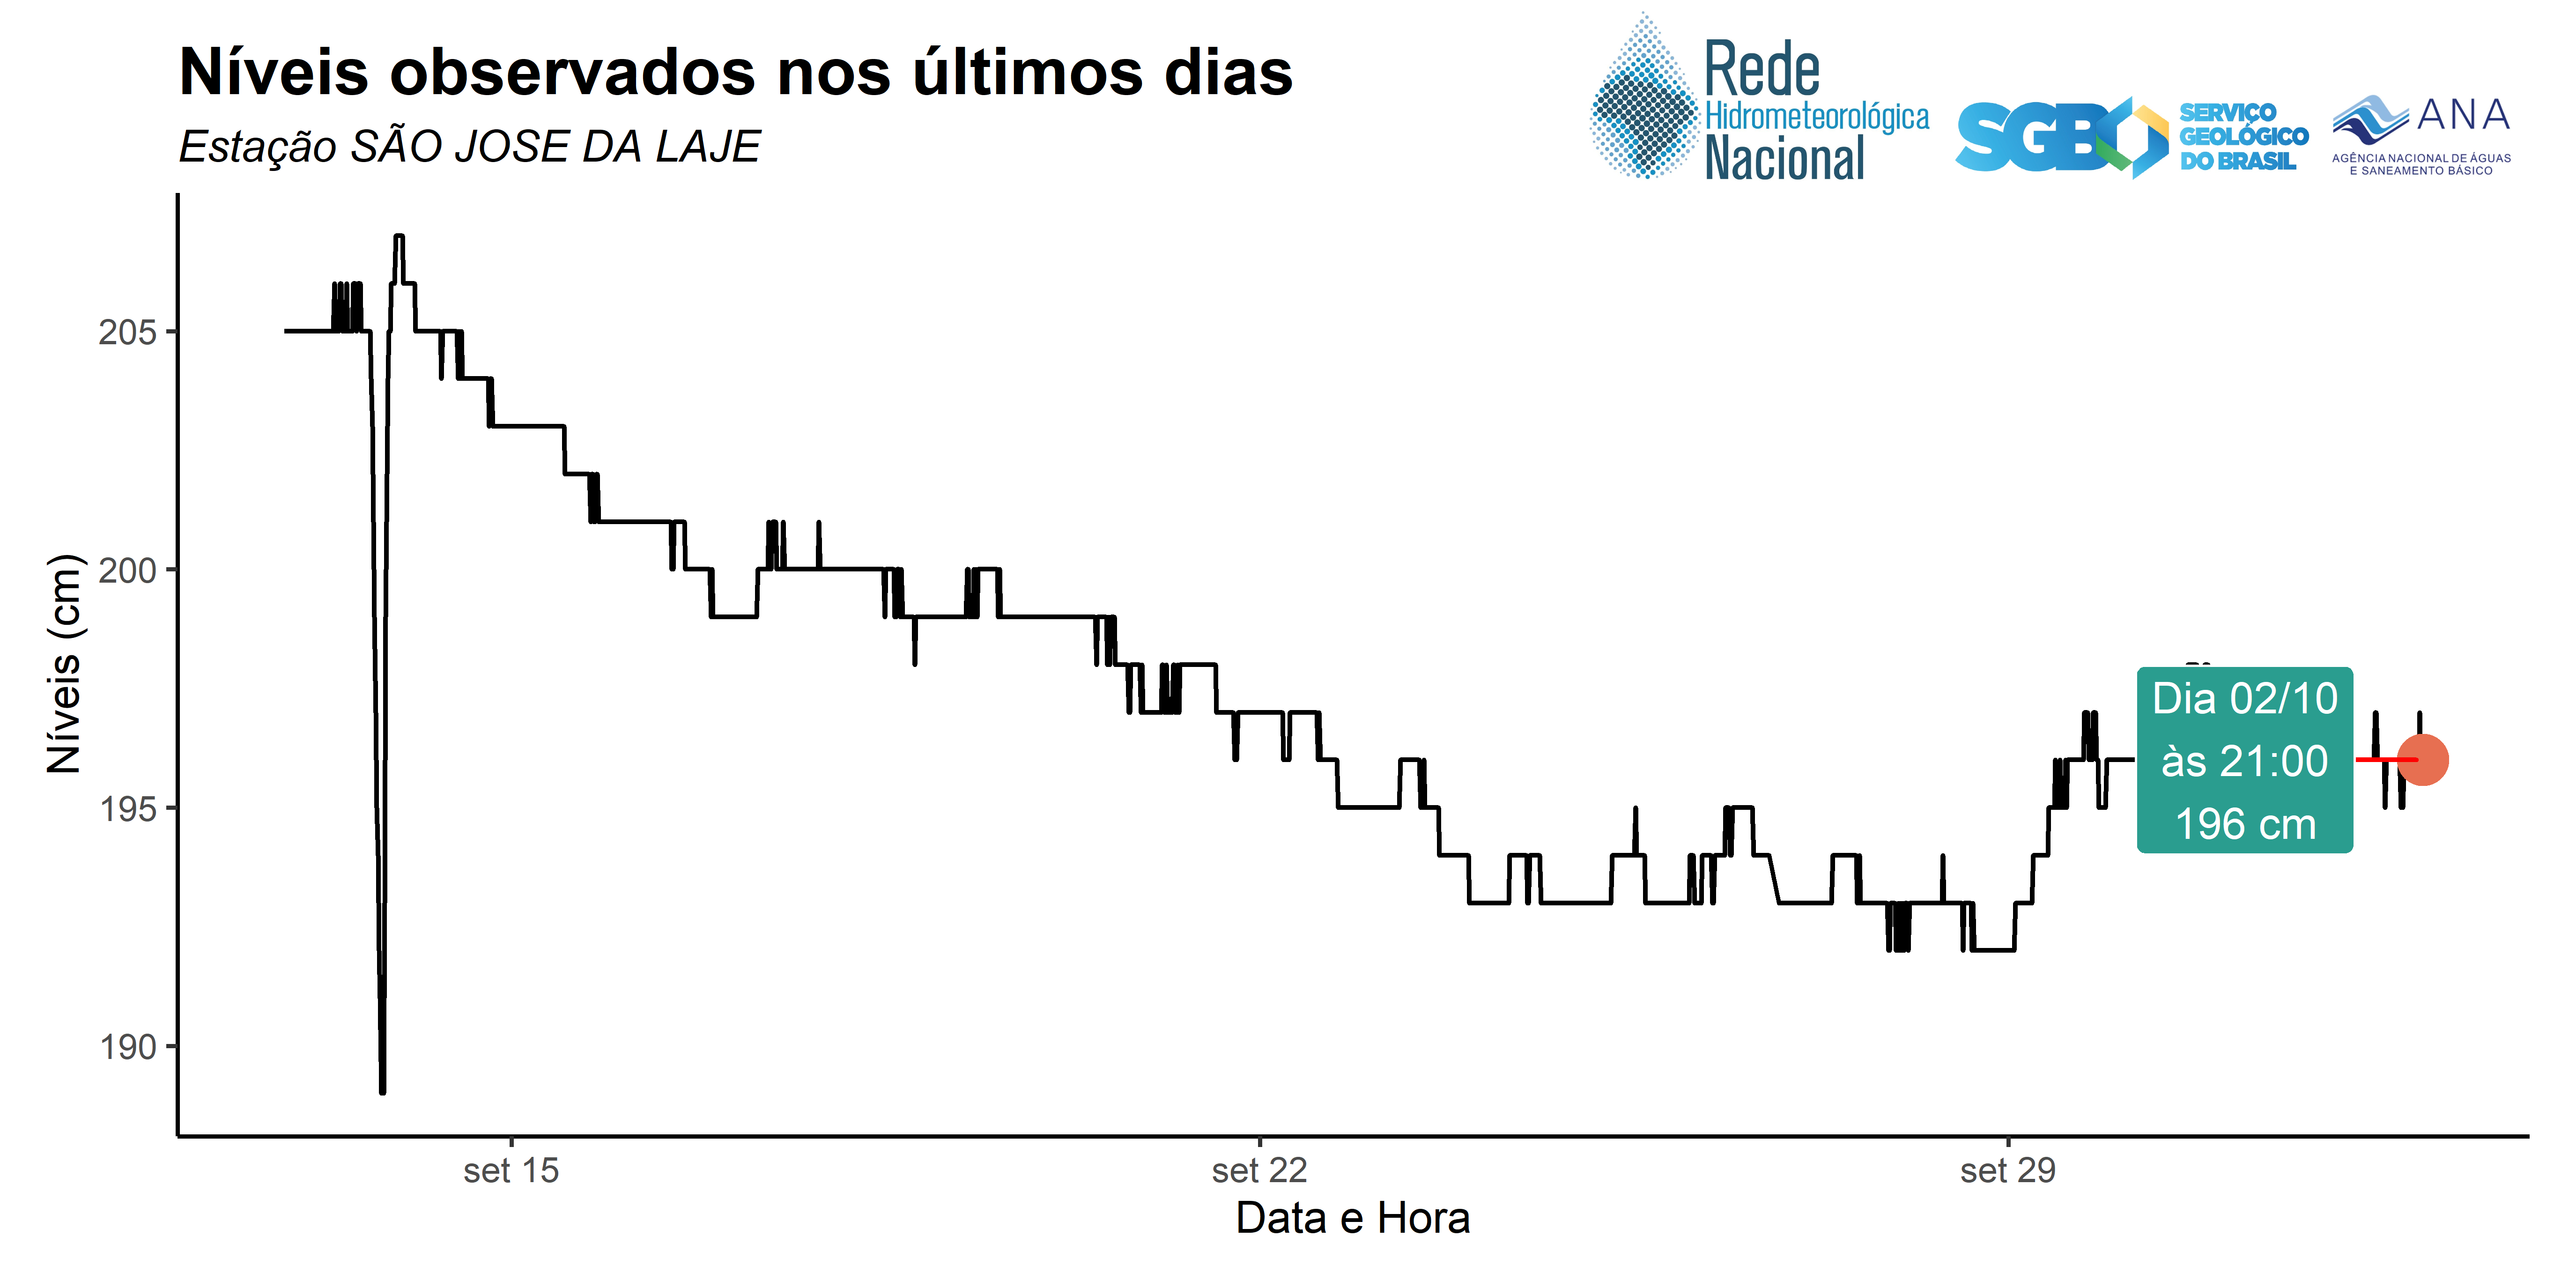 Níveis observados nos últimos dias
Estação SÃO JOSE DA LAJE
Rede
Hidrometeorológica
Nacional
SGB
SERVIÇO
GEOLÓGICO
DO BRASIL
ANA
AGÊNCIA NACIONAL DE ÁGUAS
E SANEAMENTO BÁSICO
Níveis (cm)
205
200
195
190
Dia 02/10
às 21:00
196 cm
set 15
set 22
set 29
Data e Hora